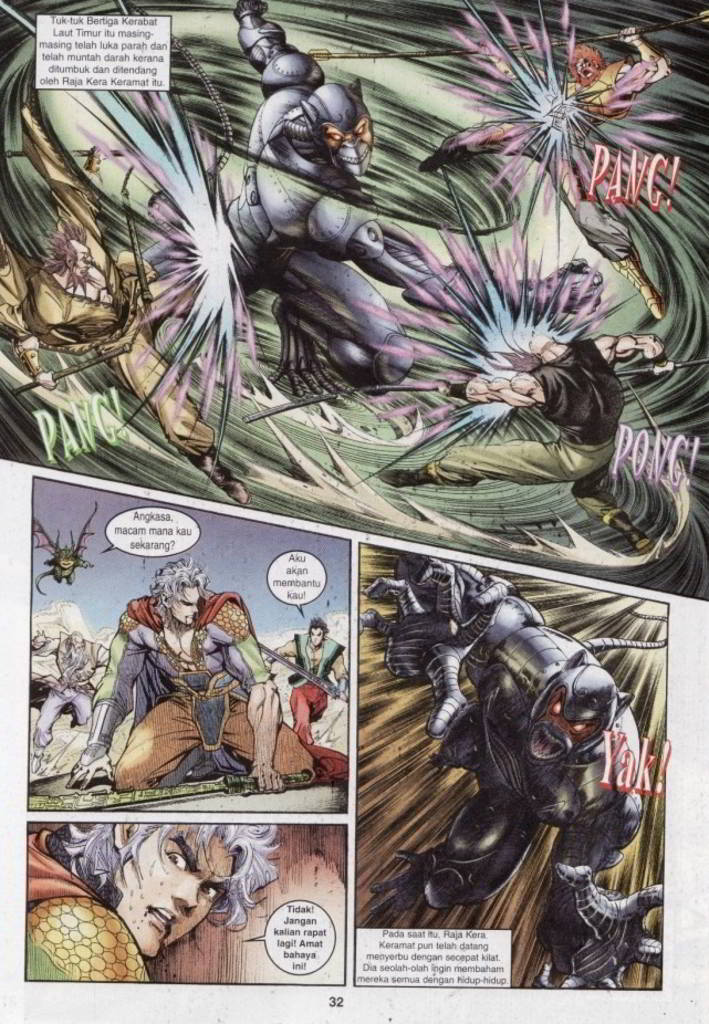 Tuk-tuk Bertiga Kerabat
Laut Timur itu masing-
masing telah luka parah dan
telah muntah darah kerana
ditumbuk dan ditendang
oleh Raja Kera Keramat itu.
PANG!
PANG!
PONG!
Angkasa,
macam mana kau
sekarang?
Aku
akan
membantu
kau!
Yak!
Tidak!
Jangan
kalian rapat
lagi! Amat
bahaya
ini!
Pada saat itu, Raja Kera
Keramat pun telah datang
menyerbu dengan secepat kilat.
Dia seolah-olah ingin membaham
mereka semua dengan hidup-hidup.
32